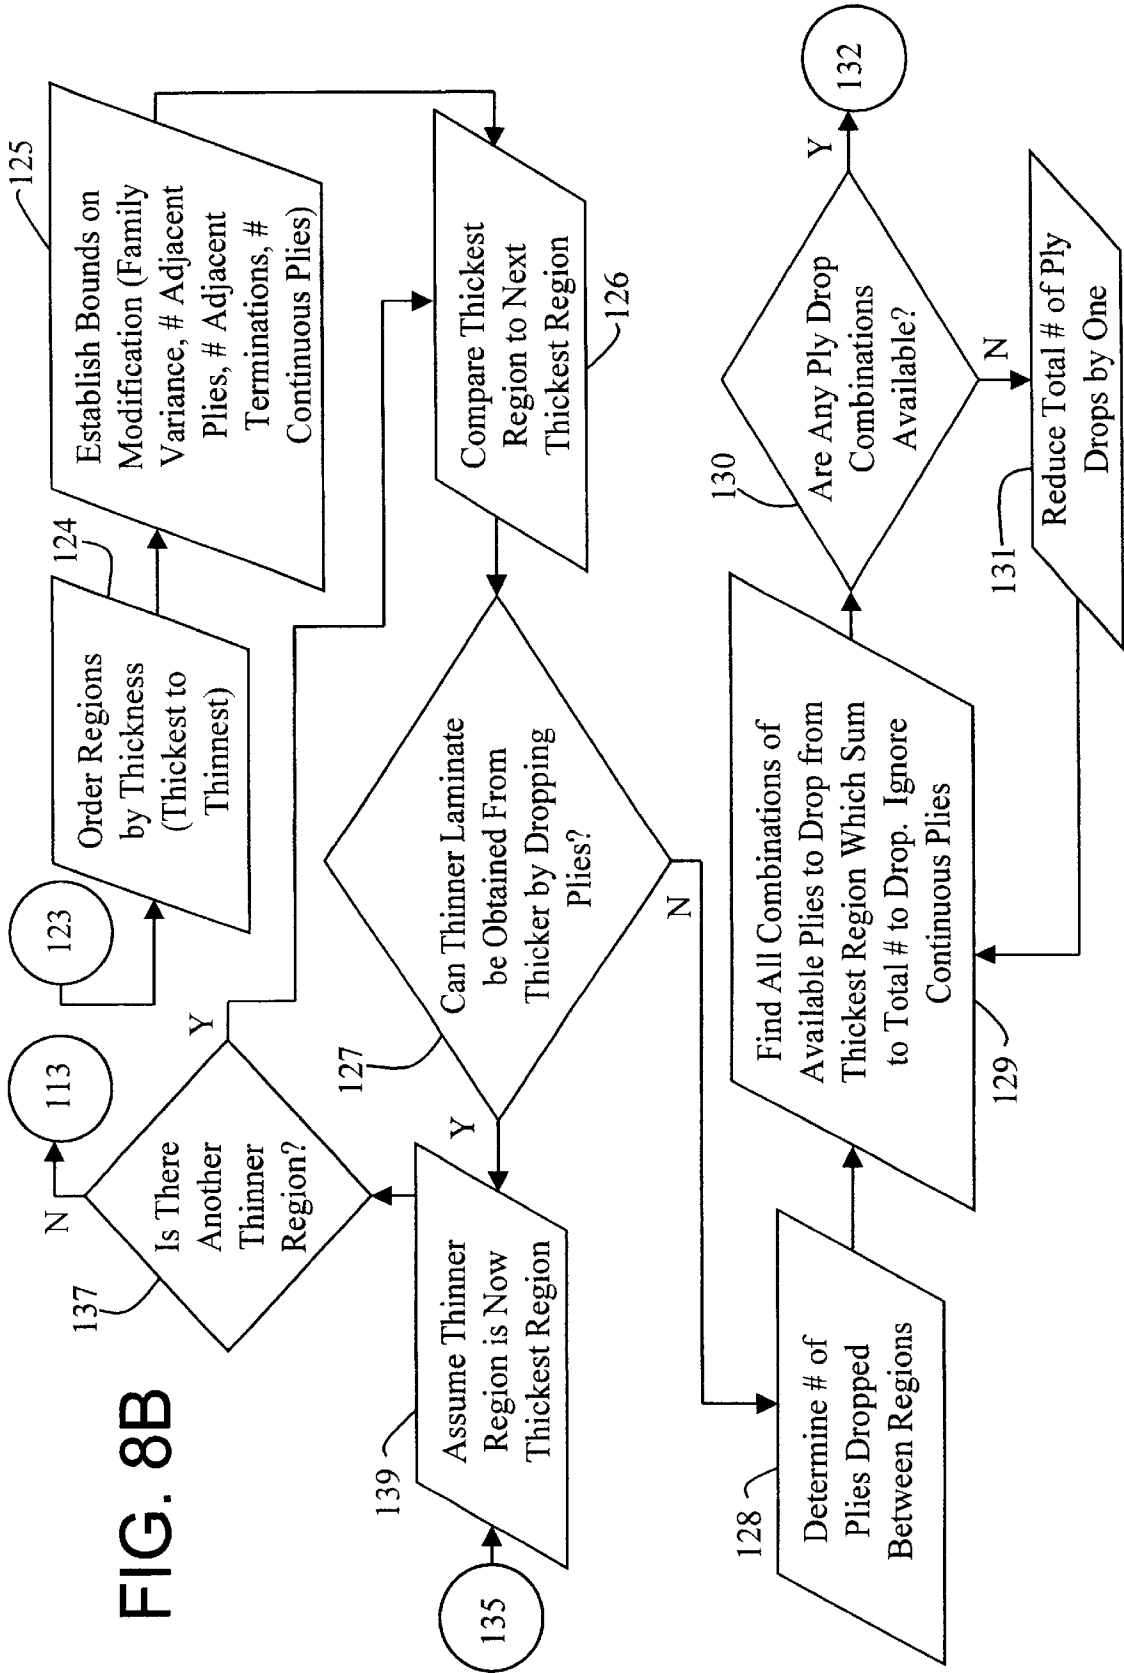 FIG. 8B
123
124
Order Regions
by Thickness
(Thickest to
Thinnest)
125
Establish Bounds on
Modification (Family
Variance, # Adjacent
Plies, # Adjacent
Terminations, #
Continuous Plies)
113
N
137
Is There
Another
Thinner
Region?
Y
Compare Thickest
Region to Next
Thickest Region
126
135
139
Assume Thinner
Region is Now
Thickest Region
Y
127
Can Thinner Laminate
be Obtained From
Thicker by Dropping
Plies?
N
128
Determine # of
Plies Dropped
Between Regions
Find All Combinations of
Available Plies to Drop from
Thickest Region Which Sum
to Total # to Drop. Ignore
Continuous Plies
129
130
Are Any Ply Drop
Combinations
Available?
Y
132
N
131
Reduce Total # of Ply
Drops by One